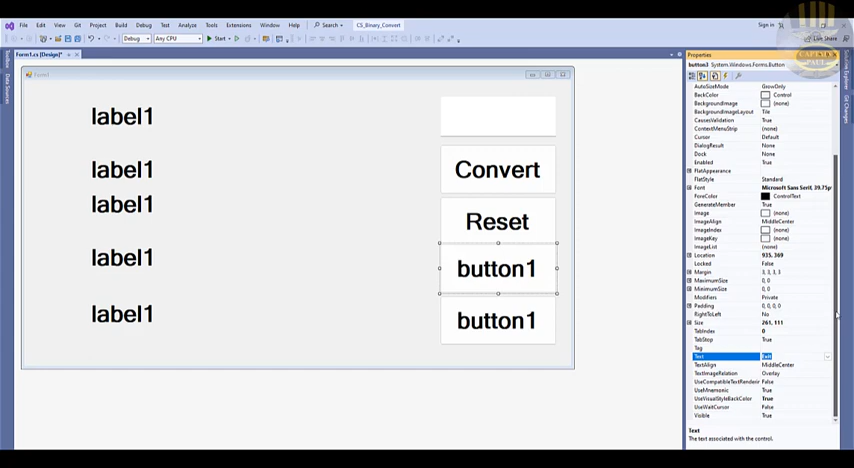 File Edit View Git Project Build Debug Test Analyze Tools Extensions Window Help Search CS_Binary_Convert Sign in
Debug Any CPU Start Live Share
Form1.cs [Design]*
Toolbox
Data Sources
Form1
label1
label1 Convert
label1 Reset
label1 button1
label1 button1
Properties
button3 System.Windows.Forms.Button
AutoSizeMode GrowOnly
BackColor Control
BackgroundImage (none)
BackgroundImageLayout Tile
CausesValidation True
ContextMenuStrip (none)
Cursor Default
DialogResult None
Dock None
Enabled True
FlatAppearance
FlatStyle Standard
Font Microsoft Sans Serif, 39.75p
ForeColor ControlText
GenerateMember True
Image (none)
ImageAlign MiddleCenter
ImageIndex (none)
ImageKey (none)
ImageList (none)
Location 935, 369
Locked False
Margin 3, 3, 3, 3
MaximumSize 0, 0
MinimumSize 0, 0
Modifiers Private
Padding 0, 0, 0, 0
RightToLeft No
Size 261, 111
TabIndex 0
TabStop True
Tag
Text Exit
TextAlign MiddleCenter
TextImageRelation Overlay
UseCompatibleTextRenderin False
UseMnemonic True
UseVisualStyleBackColor True
UseWaitCursor False
Visible True
Text
The text associated with the control.
Solution Explorer
Git Changes